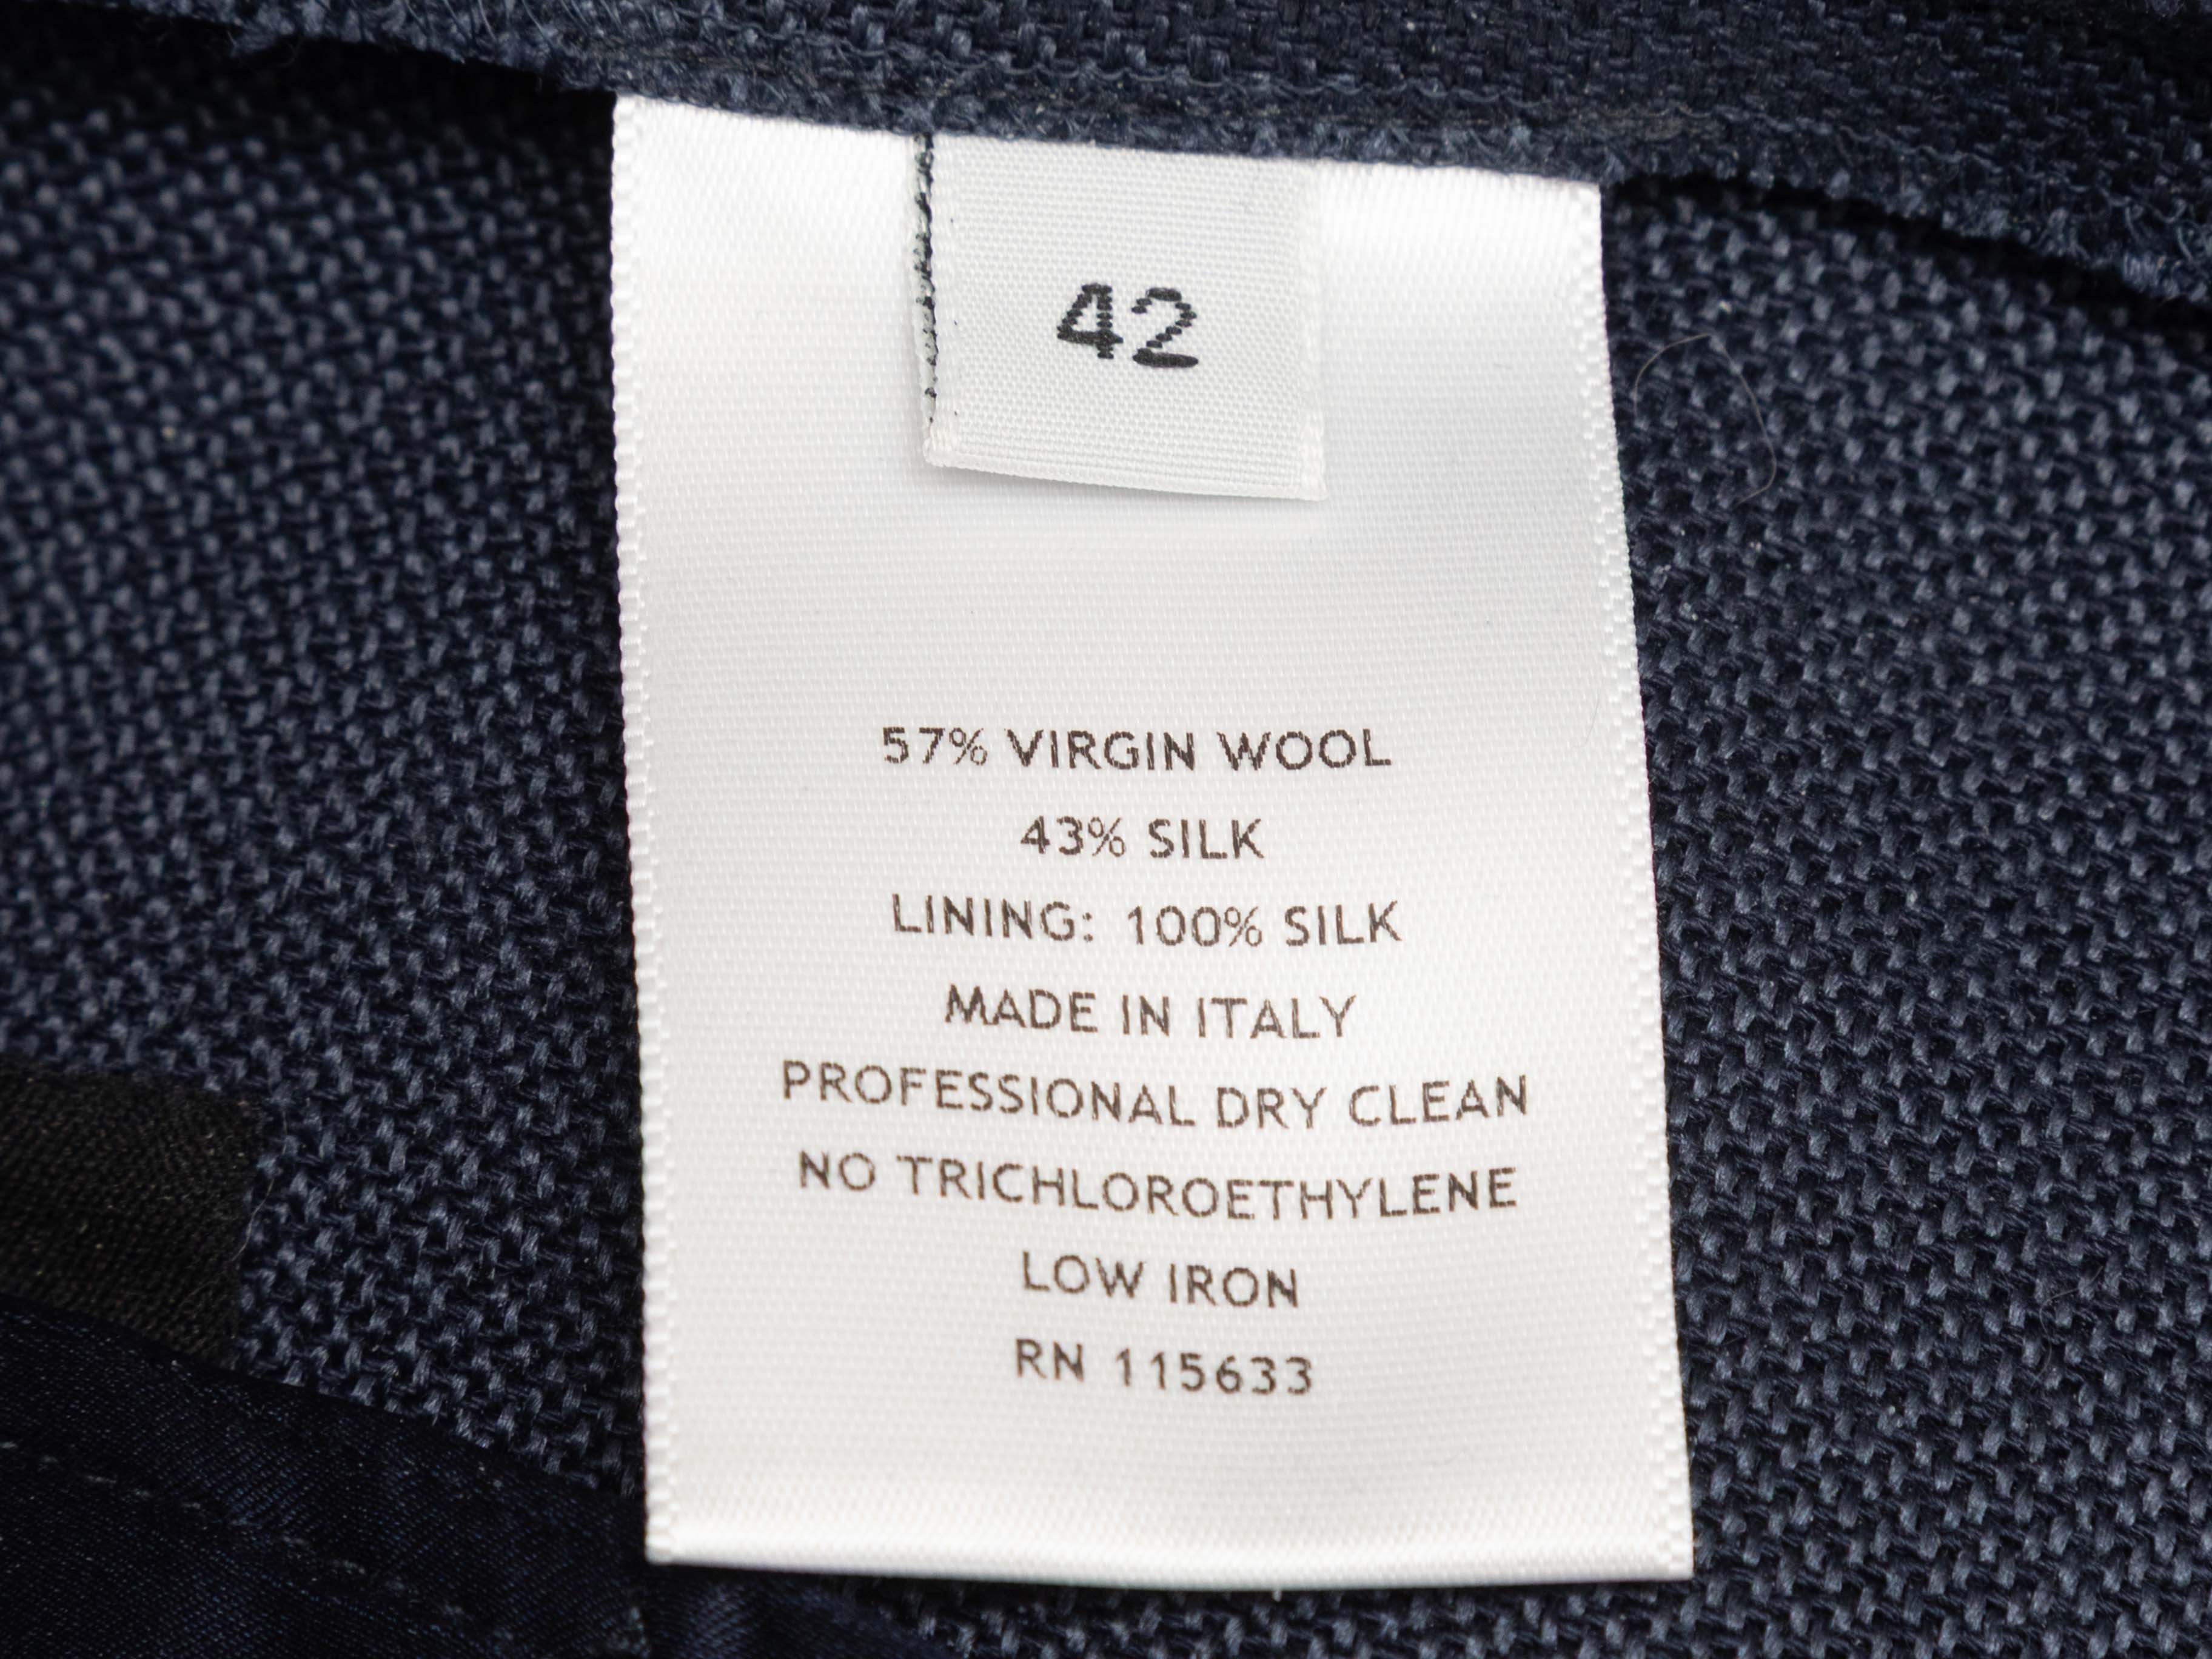 42
57% VIRGIN WOOL
43% SILK
LINING: 100% SILK
MADE IN ITALY
PROFESSIONAL DRY CLEAN
NO TRICHLOROETHYLENE
LOW IRON
RN 115633